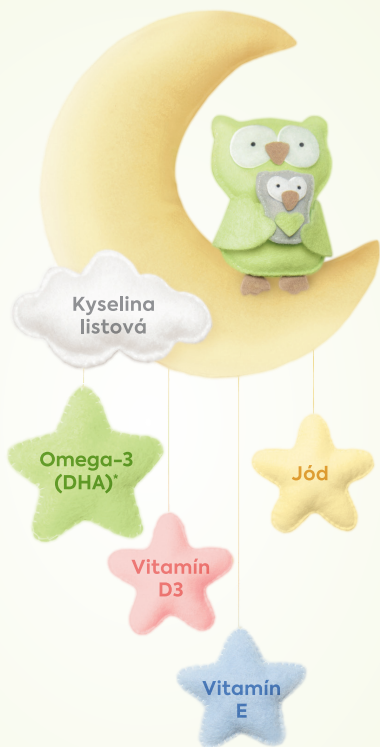 Kyselina
listová
Omega-3
(DHA)*
Jód
Vitamín
D3
Vitamín
E